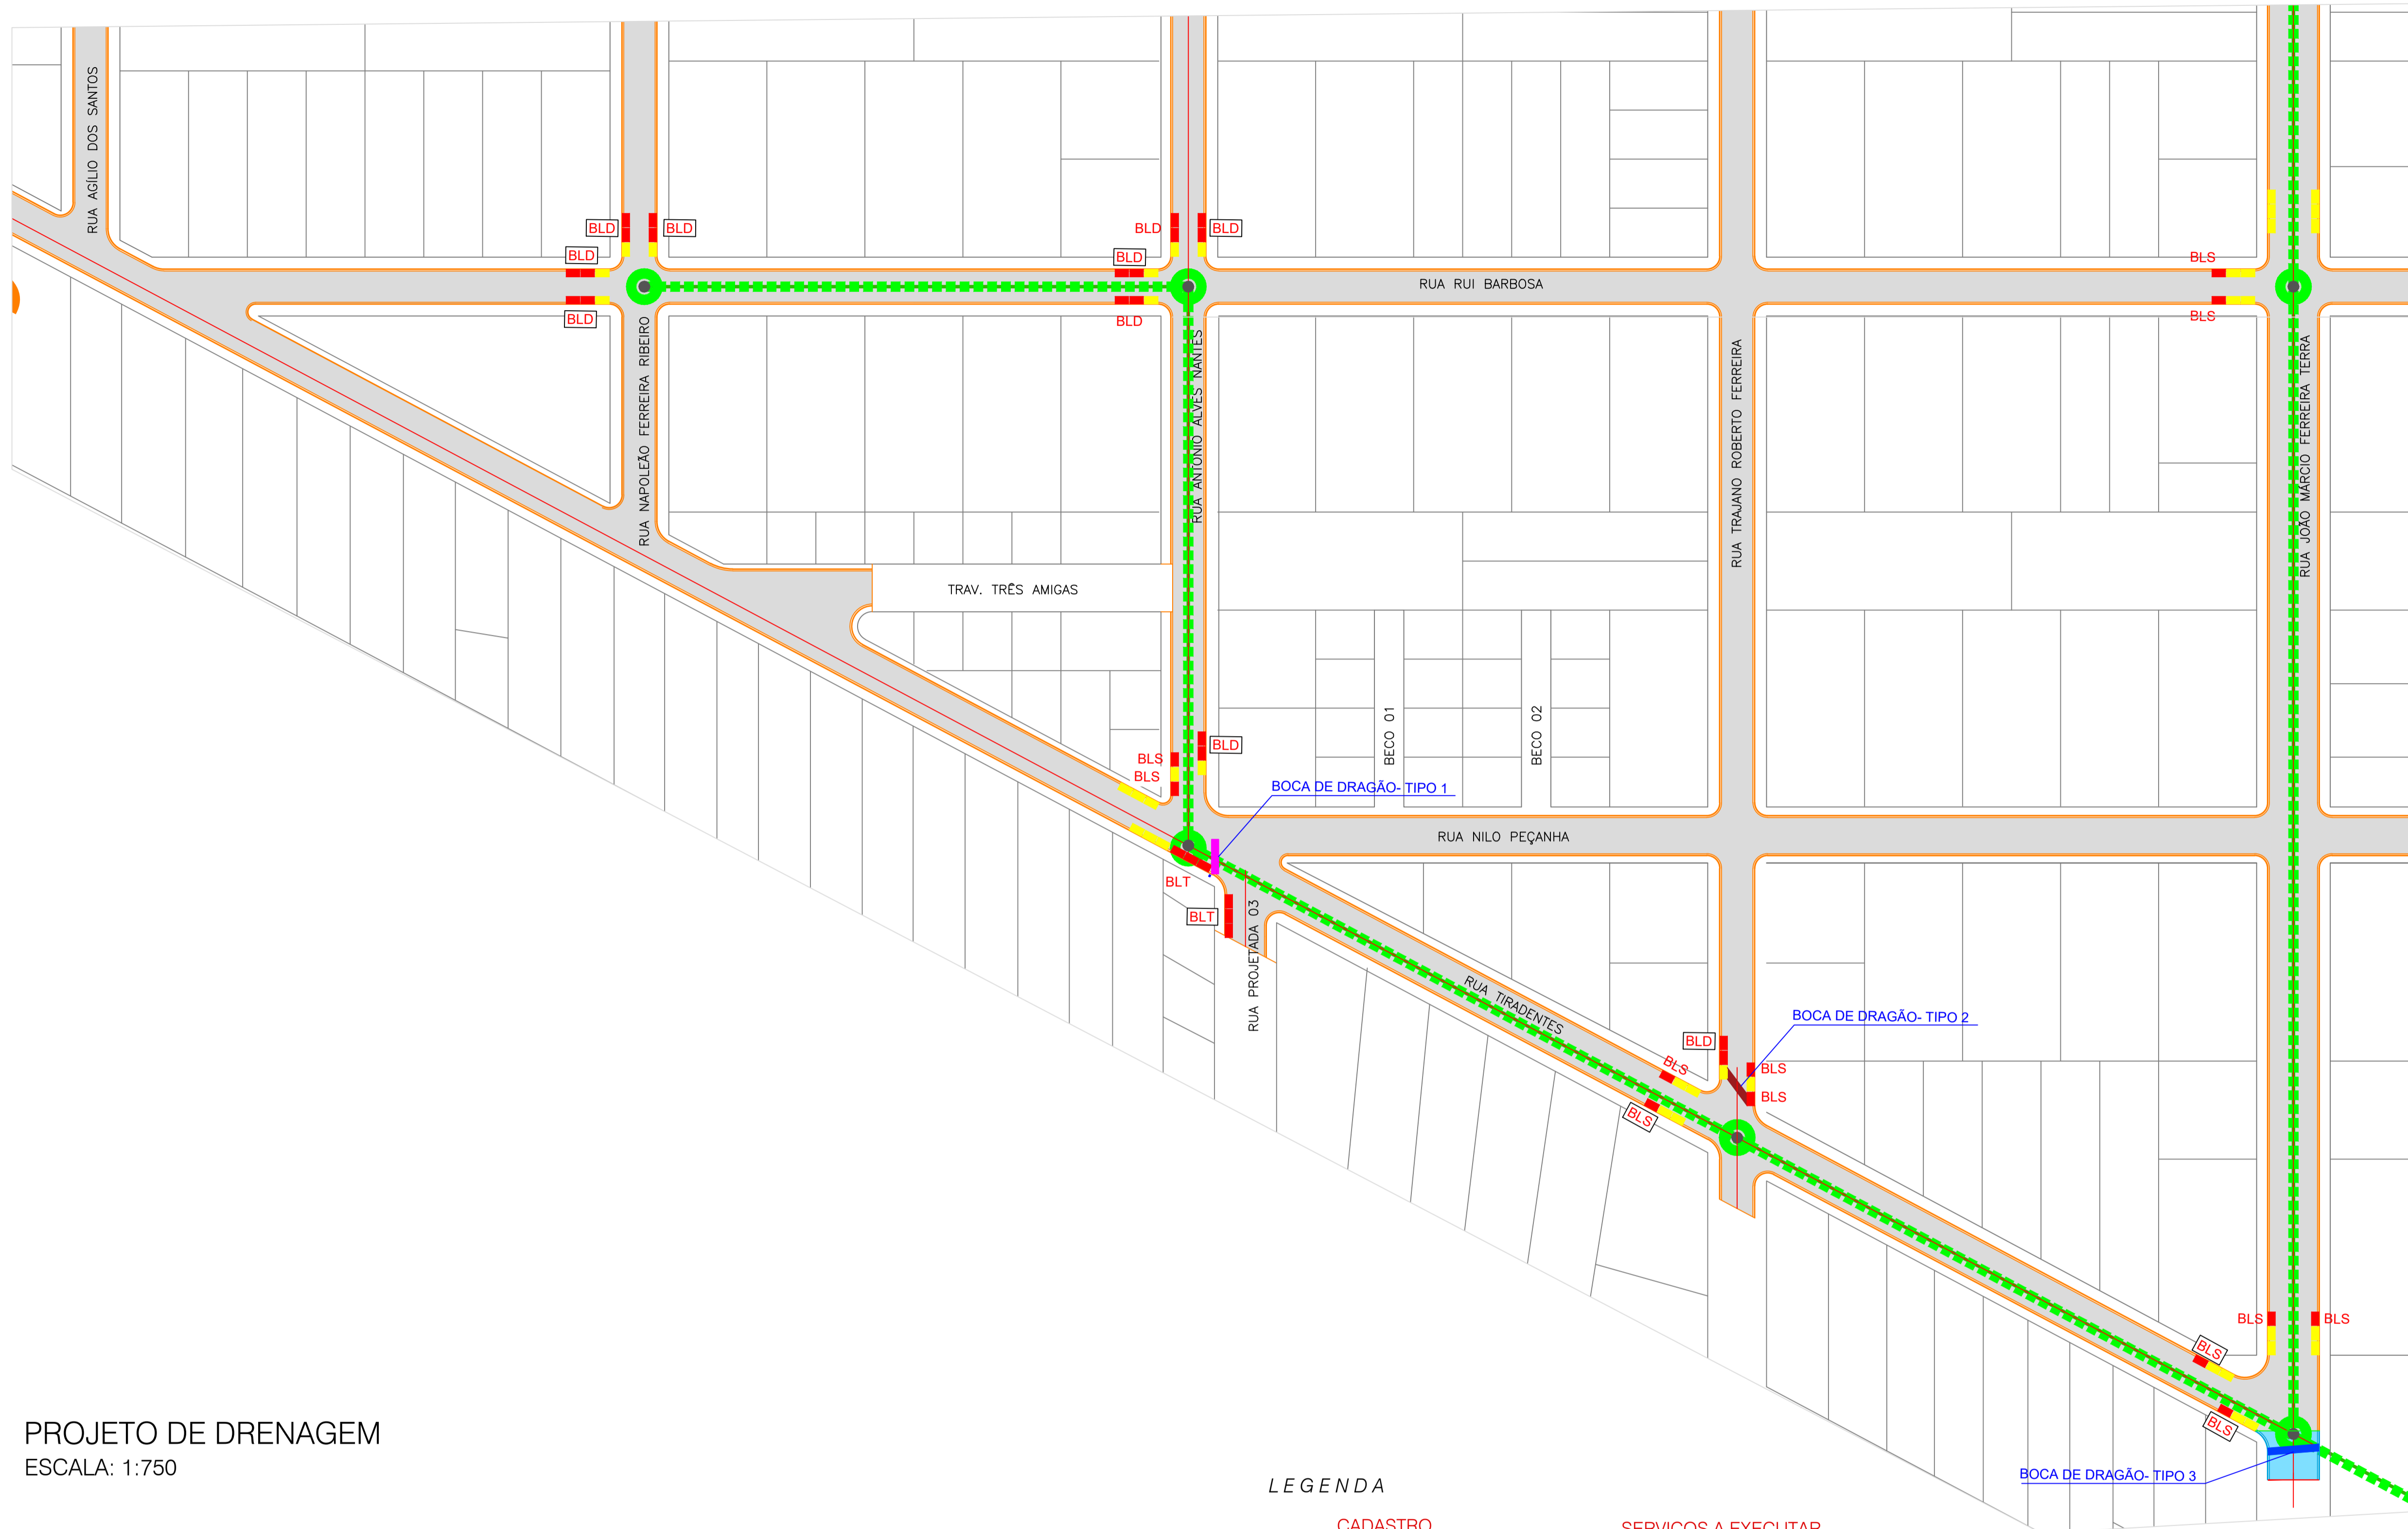 RUA AGÍLIO DOS SANTOS
BLD
BLD
BLD
BLD
BLD
BLD
BLD
BLD
RUA RUI BARBOSA
BLS
BLS
RUA NAPOLEÃO FERREIRA RIBEIRO
RUA ANTONIO ALVES NANTES
RUA TRAJANO ROBERTO FERREIRA
RUA JOÃO MÁRCIO FERREIRA TERRA
TRAV. TRÊS AMIGAS
BECO 01
BECO 02
BLD
BLS
BLS
BOCA DE DRAGÃO- TIPO 1
RUA NILO PEÇANHA
BLT
BLT
RUA PROJETADA 03
RUA TIRADENTES
BOCA DE DRAGÃO- TIPO 2
BLD
BLS
BLS
BLS
BLS
BLS
BLS
BLS
BLS
BOCA DE DRAGÃO- TIPO 3
PROJETO DE DRENAGEM
ESCALA: 1:750
LEGENDA
CADASTRO
SERVIÇOS A EXECUTAR